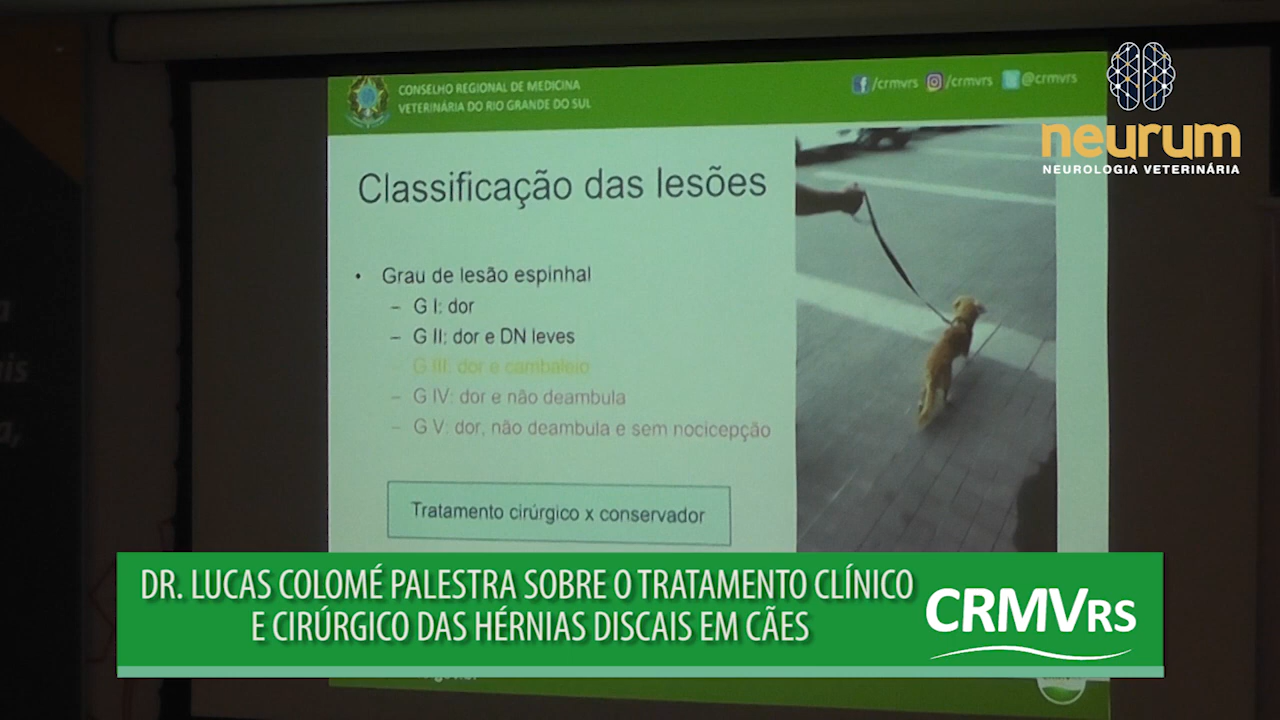 CONSELHO REGIONAL DE MEDICINA
VETERINÁRIA DO RIO GRANDE DO SUL
/crmvrs
/crmvrs
@crmvrs
neurum
NEUROLOGIA VETERINÁRIA
Classificação das lesões
• Grau de lesão espinhal
– G I: dor
– G II: dor e DN leves
G III: dor e cambaleio
– G IV: dor e não deambula
– G V: dor, não deambula e sem nocicepção
Tratamento cirúrgico x conservador
DR. LUCAS COLOMÉ PALESTRA SOBRE O TRATAMENTO CLÍNICO
E CIRÚRGICO DAS HÉRNIAS DISCAIS EM CÃES
CRMVRS